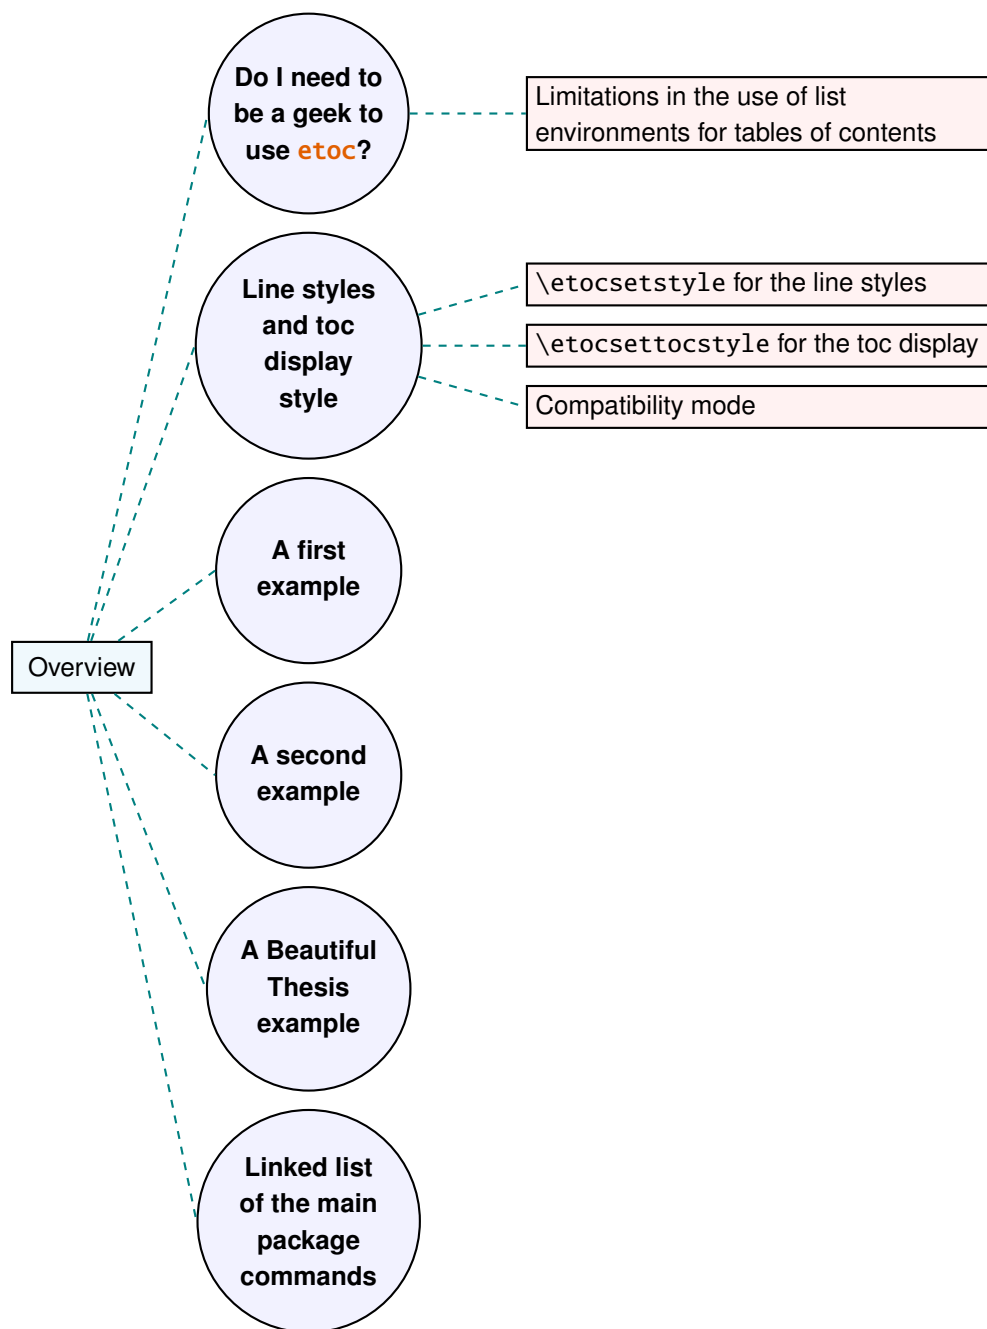 Do I need to
be a geek to
use etoc?
Limitations in the use of list
environments for tables of contents
Line styles
and toc
display
style
\etocsetstyle for the line styles
\etocsettocstyle for the toc display
Compatibility mode
A first
example
Overview
A second
example
A Beautiful
Thesis
example
Linked list
of the main
package
commands